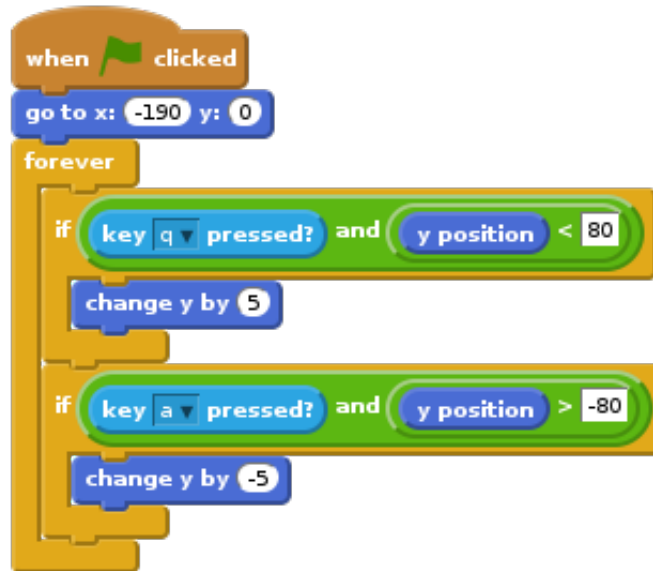 when clicked
go to x: -190 y: 0
forever
if key q pressed? and y position < 80
change y by 5
if key a pressed? and y position > -80
change y by -5